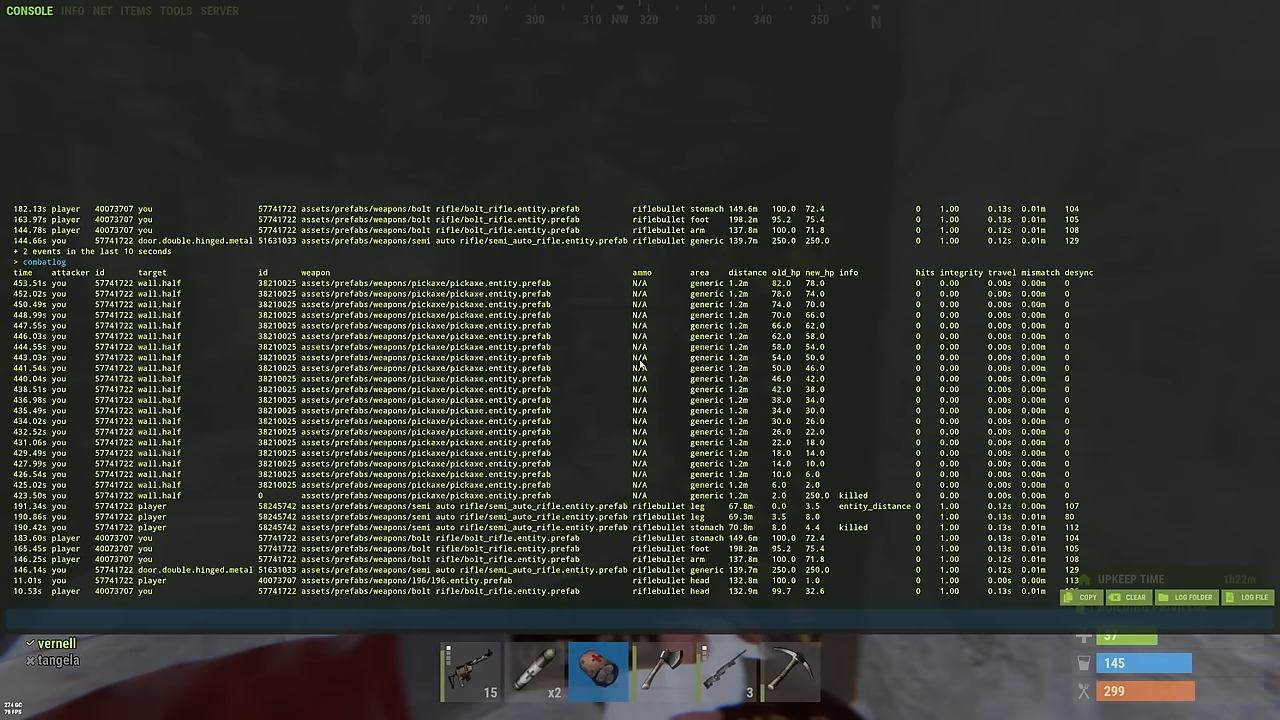 CONSOLE INFO NET ITEMS TOOLS SERVER
280 290 300 310 NW 320 330 340 350 N
182.13s player 40073707 you 57741722 assets/prefabs/weapons/bolt rifle/bolt_rifle.entity.prefab riflebullet stomach 149.6m 100.0 72.4 0 1.00 0.13s 0.01m 104
163.97s player 40073707 you 57741722 assets/prefabs/weapons/bolt rifle/bolt_rifle.entity.prefab riflebullet foot 198.2m 95.2 75.4 0 1.00 0.13s 0.01m 105
144.78s player 40073707 you 57741722 assets/prefabs/weapons/bolt rifle/bolt_rifle.entity.prefab riflebullet arm 137.8m 100.0 71.8 0 1.00 0.12s 0.01m 108
144.66s you 57741722 door.double.hinged.metal 51631033 assets/prefabs/weapons/semi auto rifle/semi_auto_rifle.entity.prefab riflebullet generic 139.7m 250.0 250.0 0 1.00 0.12s 0.01m 129
+ 2 events in the last 10 seconds
> combatlog
time attacker id target id weapon ammo area distance old_hp new_hp info hits integrity travel mismatch desync
453.51s you 57741722 wall.half 38210025 assets/prefabs/weapons/pickaxe/pickaxe.entity.prefab N/A generic 1.2m 82.0 78.0 0 0.00 0.00s 0.00m 0
452.02s you 57741722 wall.half 38210025 assets/prefabs/weapons/pickaxe/pickaxe.entity.prefab N/A generic 1.2m 78.0 74.0 0 0.00 0.00s 0.00m 0
450.49s you 57741722 wall.half 38210025 assets/prefabs/weapons/pickaxe/pickaxe.entity.prefab N/A generic 1.2m 74.0 70.0 0 0.00 0.00s 0.00m 0
448.99s you 57741722 wall.half 38210025 assets/prefabs/weapons/pickaxe/pickaxe.entity.prefab N/A generic 1.2m 70.0 66.0 0 0.00 0.00s 0.00m 0
447.55s you 57741722 wall.half 38210025 assets/prefabs/weapons/pickaxe/pickaxe.entity.prefab N/A generic 1.2m 66.0 62.0 0 0.00 0.00s 0.00m 0
446.03s you 57741722 wall.half 38210025 assets/prefabs/weapons/pickaxe/pickaxe.entity.prefab N/A generic 1.2m 62.0 58.0 0 0.00 0.00s 0.00m 0
444.55s you 57741722 wall.half 38210025 assets/prefabs/weapons/pickaxe/pickaxe.entity.prefab N/A generic 1.2m 58.0 54.0 0 0.00 0.00s 0.00m 0
443.03s you 57741722 wall.half 38210025 assets/prefabs/weapons/pickaxe/pickaxe.entity.prefab N/A generic 1.2m 54.0 50.0 0 0.00 0.00s 0.00m 0
441.54s you 57741722 wall.half 38210025 assets/prefabs/weapons/pickaxe/pickaxe.entity.prefab N/A generic 1.2m 50.0 46.0 0 0.00 0.00s 0.00m 0
440.04s you 57741722 wall.half 38210025 assets/prefabs/weapons/pickaxe/pickaxe.entity.prefab N/A generic 1.2m 46.0 42.0 0 0.00 0.00s 0.00m 0
438.51s you 57741722 wall.half 38210025 assets/prefabs/weapons/pickaxe/pickaxe.entity.prefab N/A generic 1.2m 42.0 38.0 0 0.00 0.00s 0.00m 0
436.98s you 57741722 wall.half 38210025 assets/prefabs/weapons/pickaxe/pickaxe.entity.prefab N/A generic 1.2m 38.0 34.0 0 0.00 0.00s 0.00m 0
435.49s you 57741722 wall.half 38210025 assets/prefabs/weapons/pickaxe/pickaxe.entity.prefab N/A generic 1.2m 34.0 30.0 0 0.00 0.00s 0.00m 0
434.02s you 57741722 wall.half 38210025 assets/prefabs/weapons/pickaxe/pickaxe.entity.prefab N/A generic 1.2m 30.0 26.0 0 0.00 0.00s 0.00m 0
432.52s you 57741722 wall.half 38210025 assets/prefabs/weapons/pickaxe/pickaxe.entity.prefab N/A generic 1.2m 26.0 22.0 0 0.00 0.00s 0.00m 0
431.06s you 57741722 wall.half 38210025 assets/prefabs/weapons/pickaxe/pickaxe.entity.prefab N/A generic 1.2m 22.0 18.0 0 0.00 0.00s 0.00m 0
429.49s you 57741722 wall.half 38210025 assets/prefabs/weapons/pickaxe/pickaxe.entity.prefab N/A generic 1.2m 18.0 14.0 0 0.00 0.00s 0.00m 0
427.99s you 57741722 wall.half 38210025 assets/prefabs/weapons/pickaxe/pickaxe.entity.prefab N/A generic 1.2m 14.0 10.0 0 0.00 0.00s 0.00m 0
426.54s you 57741722 wall.half 38210025 assets/prefabs/weapons/pickaxe/pickaxe.entity.prefab N/A generic 1.2m 10.0 6.0 0 0.00 0.00s 0.00m 0
425.02s you 57741722 wall.half 38210025 assets/prefabs/weapons/pickaxe/pickaxe.entity.prefab N/A generic 1.2m 6.0 2.0 0 0.00 0.00s 0.00m 0
423.50s you 57741722 wall.half 0 assets/prefabs/weapons/pickaxe/pickaxe.entity.prefab N/A generic 1.2m 2.0 250.0 killed 0 0.00 0.00s 0.00m 0
191.34s you 57741722 player 58245742 assets/prefabs/weapons/semi auto rifle/semi_auto_rifle.entity.prefab riflebullet leg 67.8m 0.0 3.5 entity_distance 0 1.00 0.12s 0.00m 107
190.86s you 57741722 player 58245742 assets/prefabs/weapons/semi auto rifle/semi_auto_rifle.entity.prefab riflebullet leg 69.3m 3.5 8.0 0 1.00 0.13s 0.01m 80
190.42s you 57741722 player 58245742 assets/prefabs/weapons/semi auto rifle/semi_auto_rifle.entity.prefab riflebullet stomach 70.8m 8.0 4.4 killed 0 1.00 0.13s 0.01m 112
183.60s player 40073707 you 57741722 assets/prefabs/weapons/bolt rifle/bolt_rifle.entity.prefab riflebullet stomach 149.6m 100.0 72.4 0 1.00 0.13s 0.01m 104
165.45s player 40073707 you 57741722 assets/prefabs/weapons/bolt rifle/bolt_rifle.entity.prefab riflebullet foot 198.2m 95.2 75.4 0 1.00 0.13s 0.01m 105
146.25s player 40073707 you 57741722 assets/prefabs/weapons/bolt rifle/bolt_rifle.entity.prefab riflebullet arm 137.8m 100.0 71.8 0 1.00 0.12s 0.01m 108
146.14s you 57741722 door.double.hinged.metal 51631033 assets/prefabs/weapons/semi auto rifle/semi_auto_rifle.entity.prefab riflebullet generic 139.7m 250.0 250.0 0 1.00 0.12s 0.01m 129
11.01s you 57741722 player 40073707 assets/prefabs/weapons/l96/l96.entity.prefab riflebullet head 132.8m 100.0 1.0 0 1.00 0.00s 0.01m 113
10.53s player 40073707 you 57741722 assets/prefabs/weapons/bolt rifle/bolt_rifle.entity.prefab riflebullet head 132.9m 99.7 32.6 0 1.00 0.13s 0.01m
UPKEEP TIME 1h22m
COPY CLEAR LOG FOLDER LOG FILE
37
vernell
tangela
15 x2 3
145
299
274 GC
79 FPS